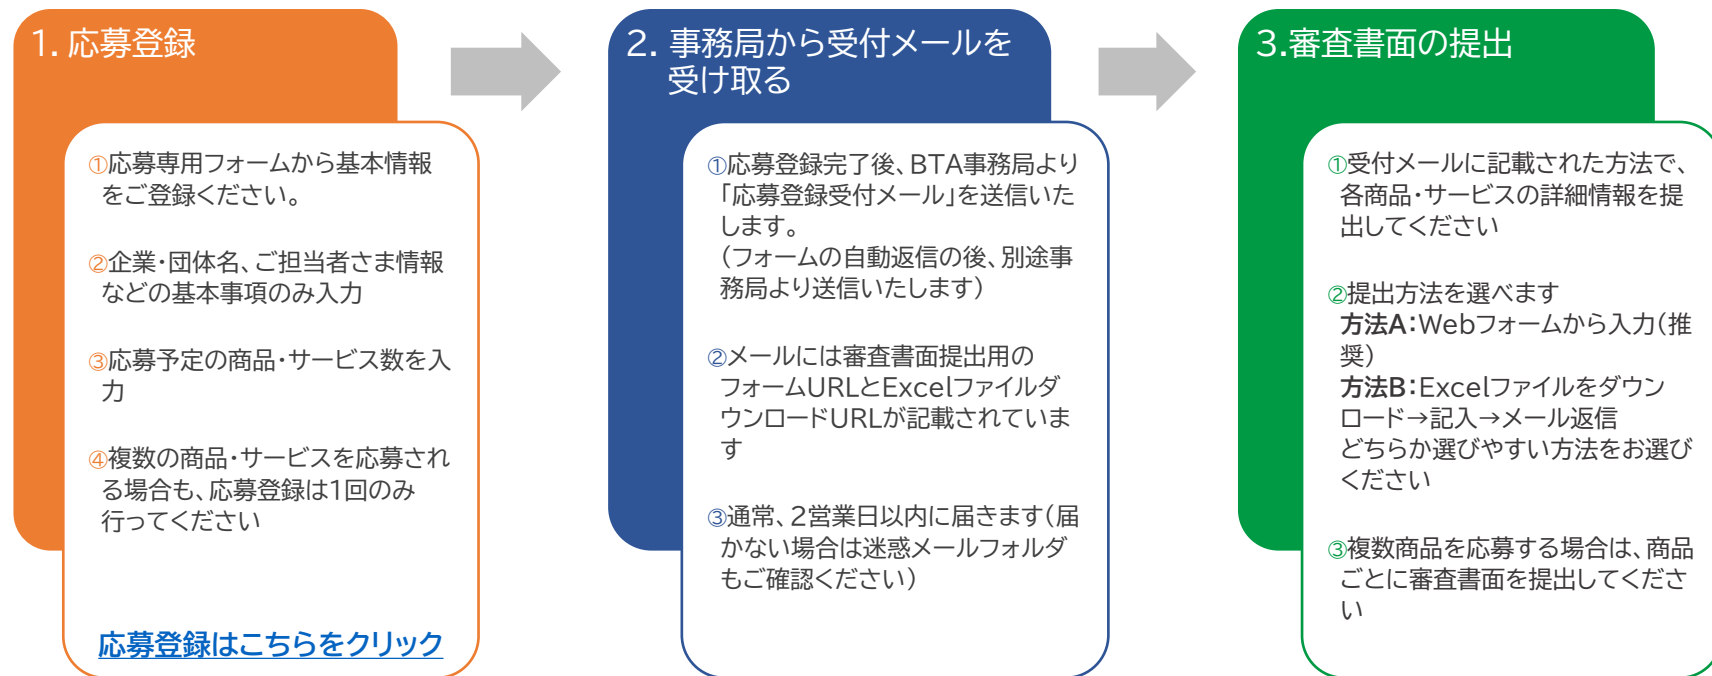 1. 応募登録
①応募専用フォームから基本情報
をご登録ください。
②企業・団体名、ご担当者さま情報
などの基本事項のみ入力
③応募予定の商品・サービス数を入
力
④複数の商品・サービスを応募され
る場合も、応募登録は1回のみ
行ってください
応募登録はこちらをクリック
2. 事務局から受付メールを
受け取る
①応募登録完了後、BTA事務局より
「応募登録受付メール」を送信いた
します。
(フォームの自動返信の後、別途事
務局より送信いたします)
②メールには審査書面提出用の
フォームURLとExcelファイルダ
ウンロードURLが記載されていま
す
③通常、2営業日以内に届きます(届
かない場合は迷惑メールフォルダ
もご確認ください)
3.審査書面の提出
①受付メールに記載された方法で、
各商品・サービスの詳細情報を提
出してください
②提出方法を選べます
方法A:Webフォームから入力(推
奨)
方法B:Excelファイルをダウン
ロード→記入→メール返信
どちらか選びやすい方法をお選び
ください
③複数商品を応募する場合は、商品
ごとに審査書面を提出してくださ
い